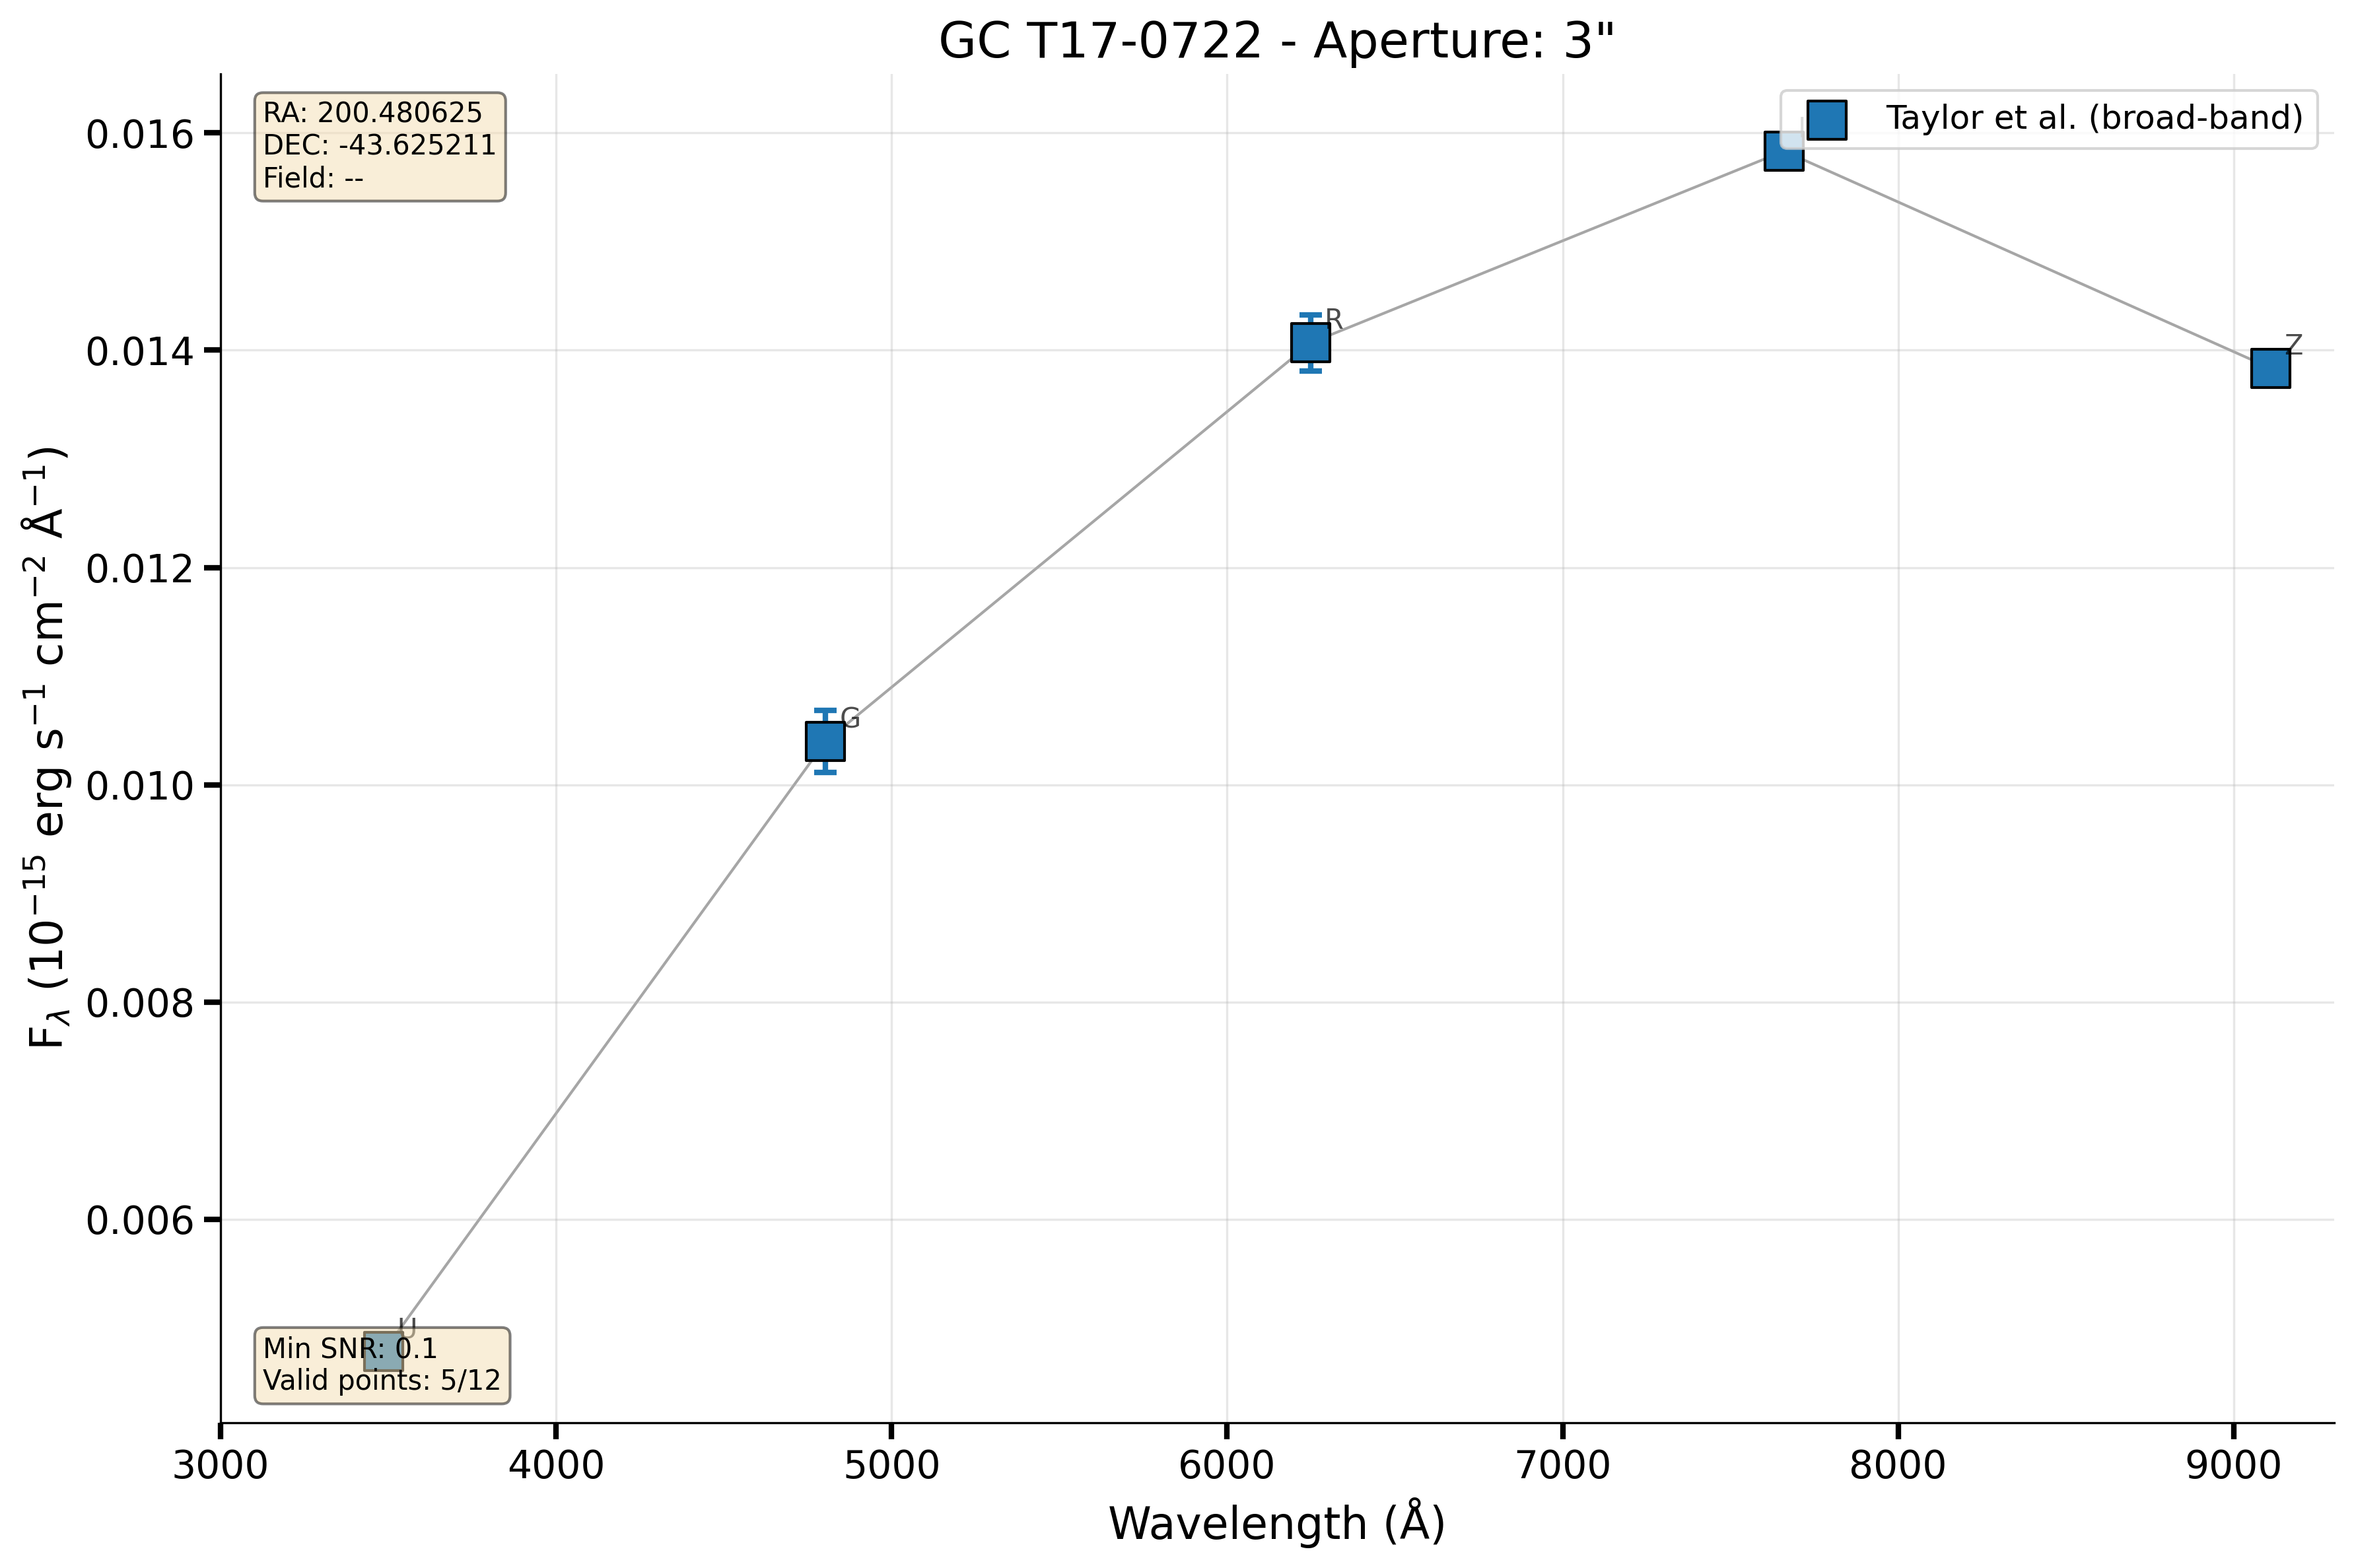 GC T17-0722 - Aperture: 3"
RA: 200.480625
DEC: -43.625211
Field: --
Taylor et al. (broad-band)
0.016
0.014
0.012
0.010
0.008
0.006
F_λ (10⁻¹⁵ erg s⁻¹ cm⁻² Å⁻¹)
R
Z
G
U
Min SNR: 0.1
Valid points: 5/12
3000 4000 5000 6000 7000 8000 9000
Wavelength (Å)